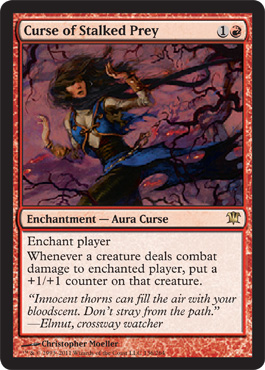 Curse of Stalked Prey 1
Enchantment — Aura Curse
Enchant player
Whenever a creature deals combat
damage to enchanted player, put a
+1/+1 counter on that creature.
“Innocent thorns can fill the air with your
bloodscent. Don't stray from the path.”
—Elmut, crossway watcher
Christopher Moeller